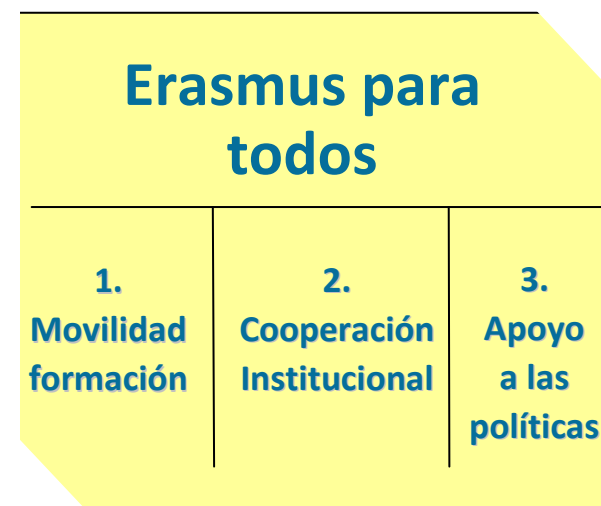 Erasmus para
todos
1.
Movilidad
formación
2.
Cooperación
Institucional
3.
Apoyo
a las
políticas